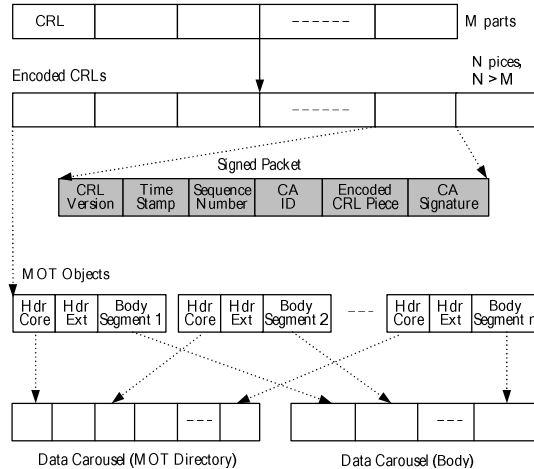 CRL
M parts
Encoded CRLs
N pices,
N > M
Signed Packet
CRL Version
Time Stamp
Sequence Number
CA ID
Encoded CRL Piece
CA Signature
MOT Objects
Hdr Core
Hdr Ext
Body Segment 1
Hdr Core
Hdr Ext
Body Segment 2
Hdr Core
Hdr Ext
Body Segment n
Data Carousel (MOT Directory)
Data Carousel (Body)